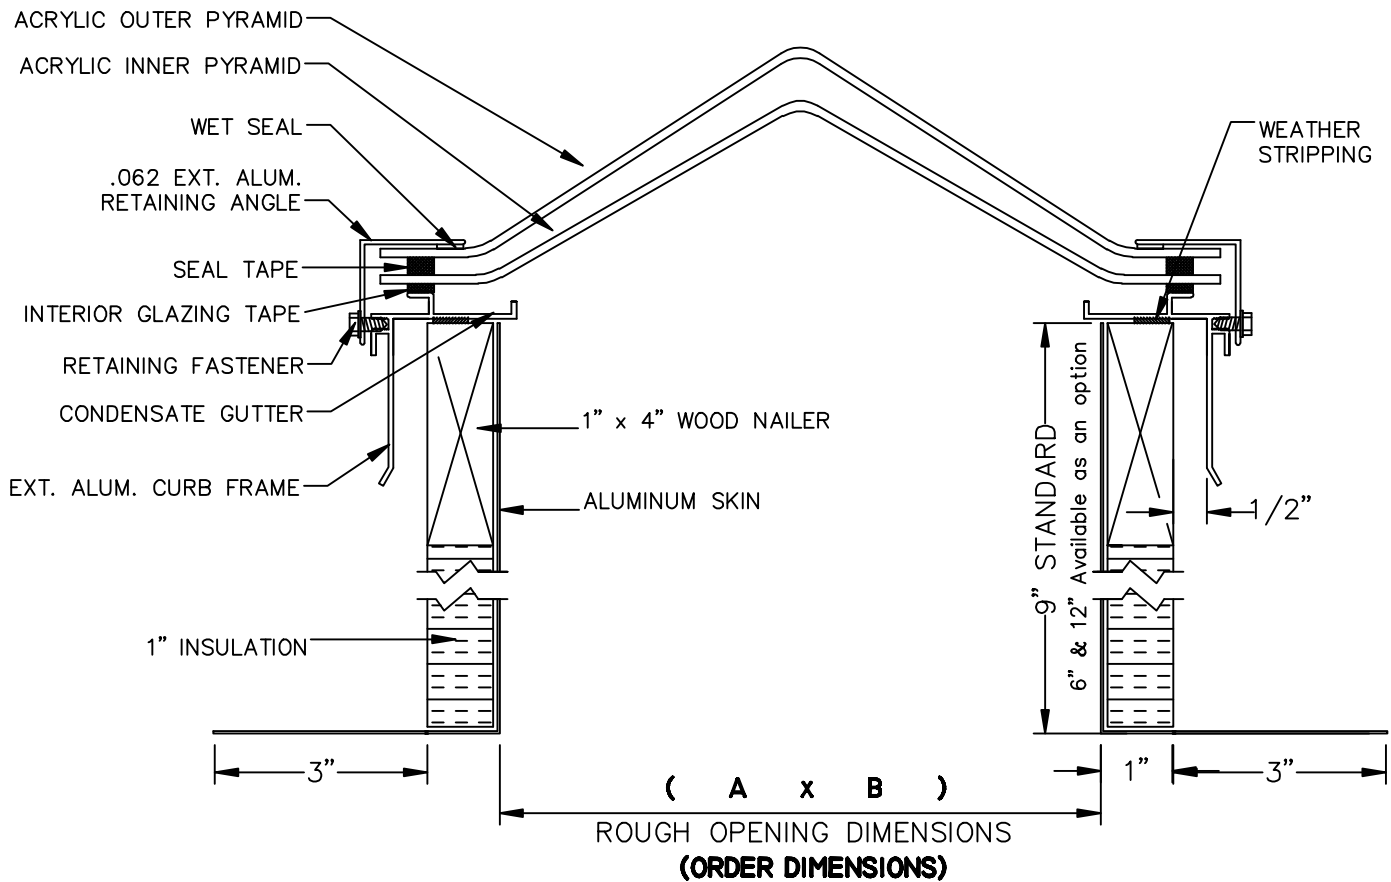 ACRYLIC OUTER PYRAMID
ACRYLIC INNER PYRAMID
WET SEAL
.062 EXT. ALUM.
RETAINING ANGLE
SEAL TAPE
INTERIOR GLAZING TAPE
RETAINING FASTENER
CONDENSATE GUTTER
EXT. ALUM. CURB FRAME
1" INSULATION
WEATHER
STRIPPING
1" x 4" WOOD NAILER
ALUMINUM SKIN
9" STANDARD
6" & 12" Available as an option
1/2"
3"
1"
3"
( A x B )
ROUGH OPENING DIMENSIONS
(ORDER DIMENSIONS)